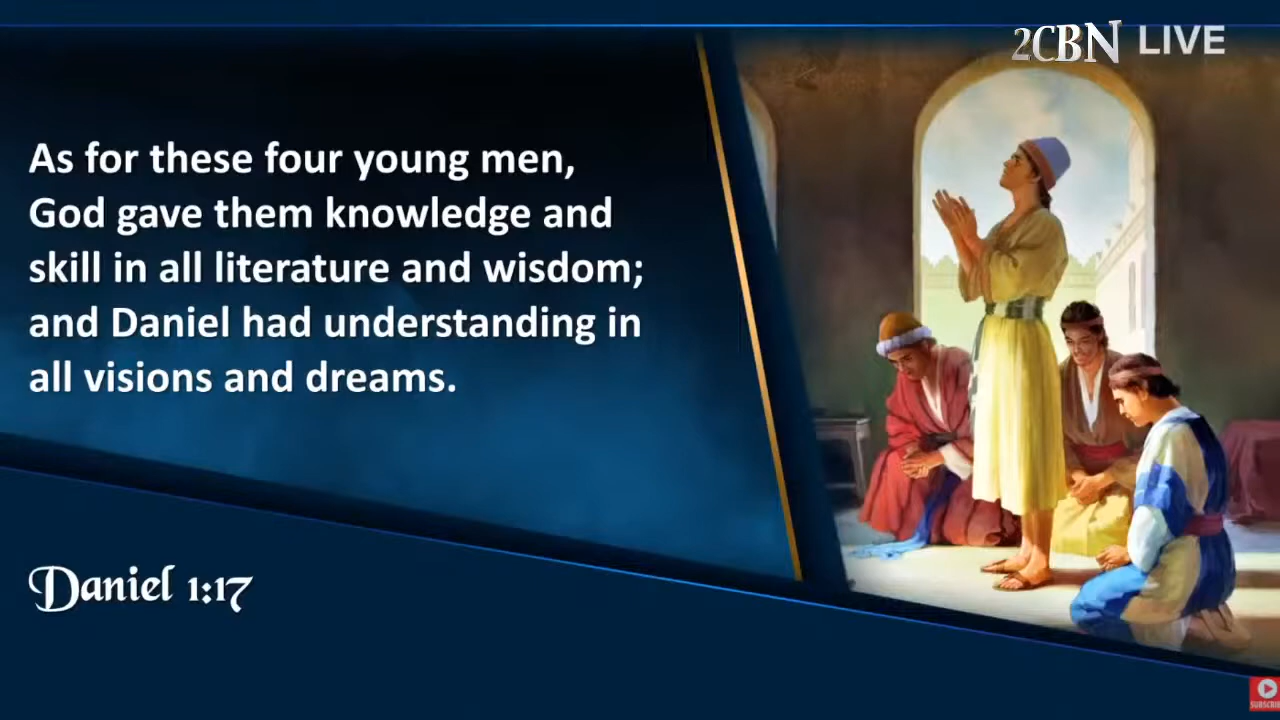 2CBN LIVE
As for these four young men,
God gave them knowledge and
skill in all literature and wisdom;
and Daniel had understanding in
all visions and dreams.
Daniel 1:17